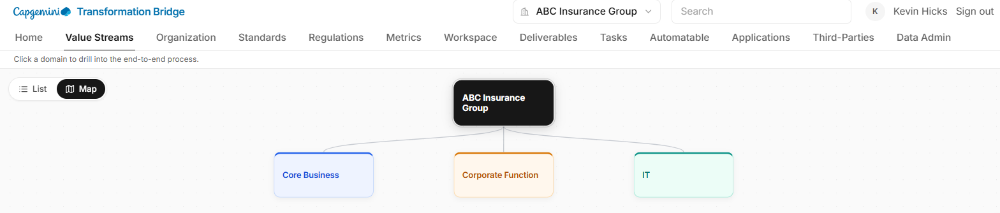 Capgemini Transformation Bridge
ABC Insurance Group
Search
K
Kevin Hicks
Sign out
Home
Value Streams
Organization
Standards
Regulations
Metrics
Workspace
Deliverables
Tasks
Automatable
Applications
Third-Parties
Data Admin
Click a domain to drill into the end-to-end process.
List
Map
ABC Insurance
Group
Core Business
Corporate Function
IT